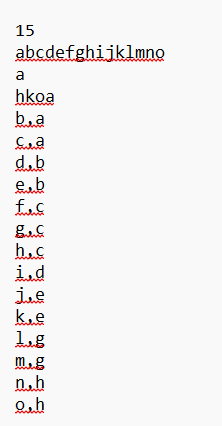 15
abcdefghijklmno
a
hkoa
b,a
c,a
d,b
e,b
f,c
g,c
h,c
i,d
j,e
k,e
l,g
m,g
n,h
o,h